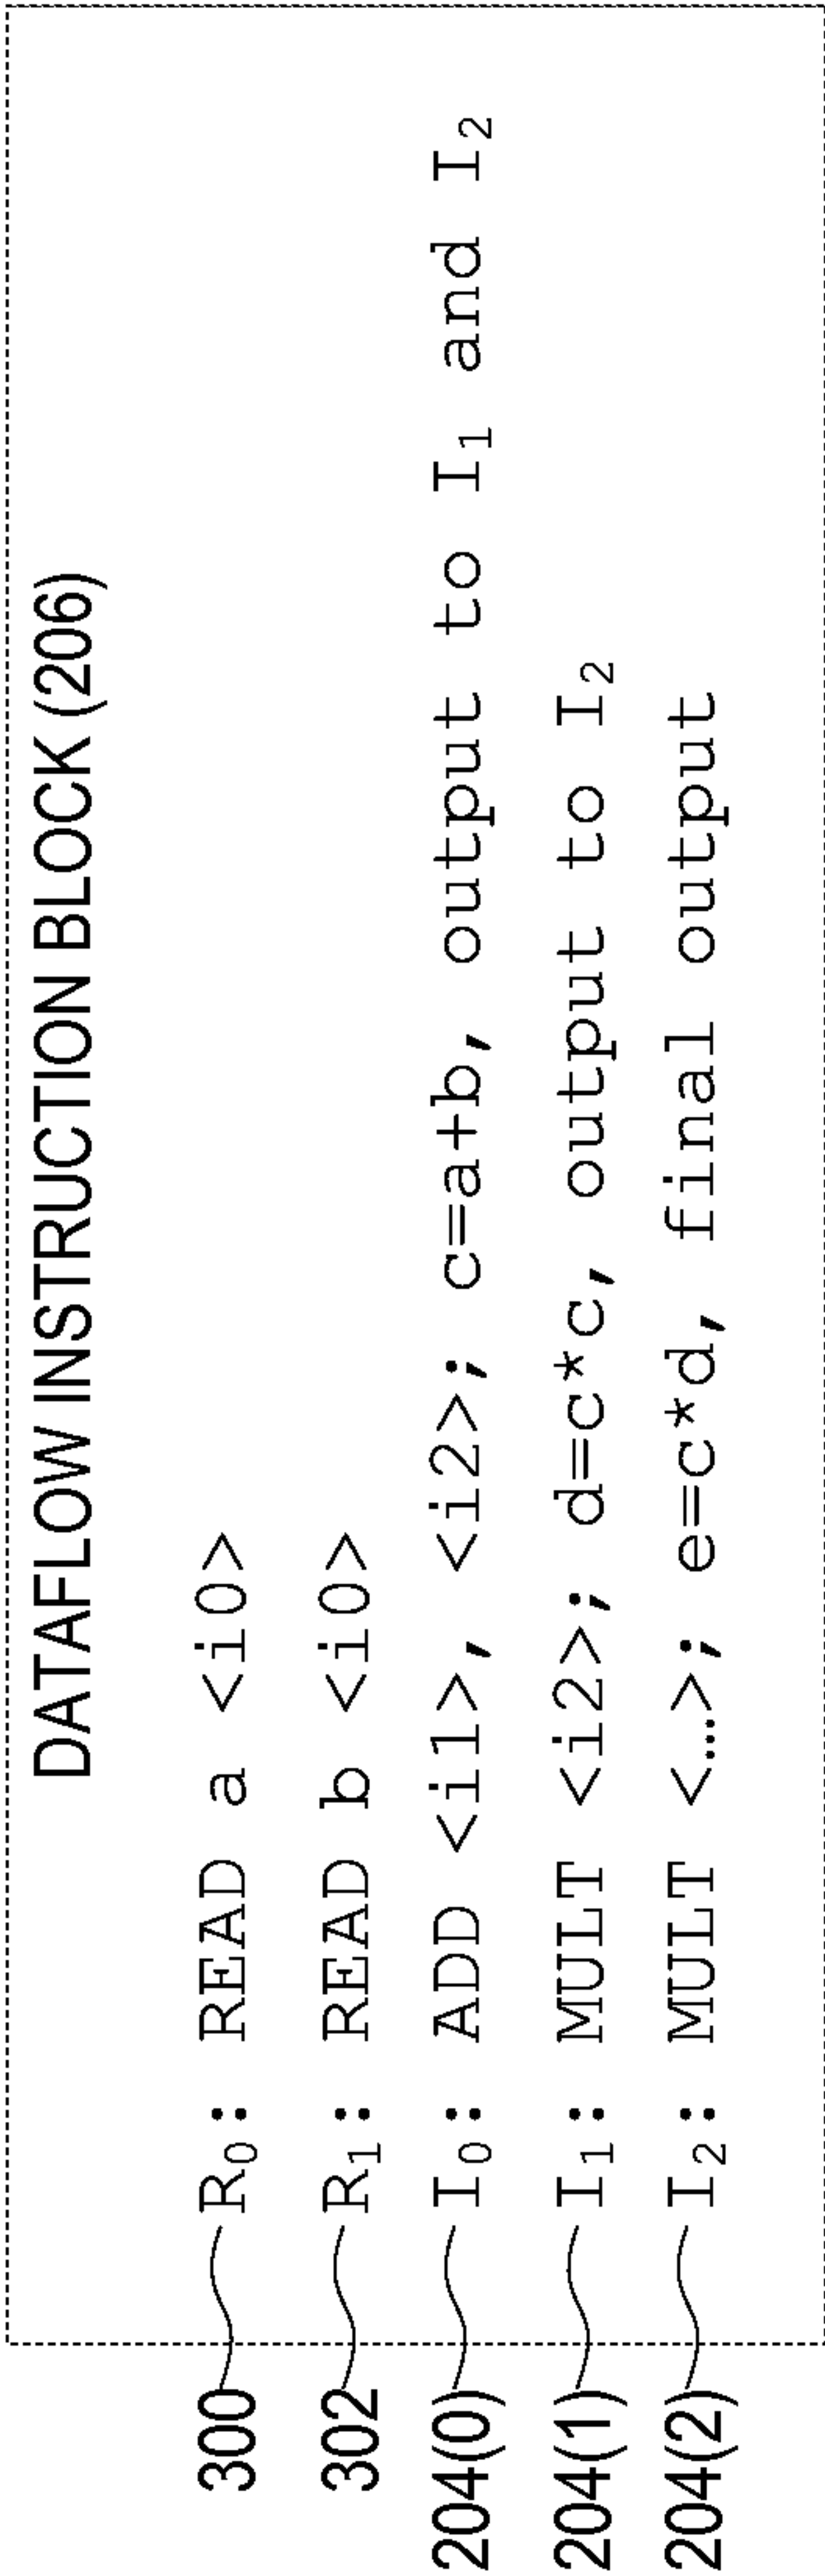 DATAFLOW INSTRUCTION BLOCK (206)
300 R₀: READ a <i0>
302 R₁: READ b <i0>
204(0) I₀: ADD <i1>, <i2>; c=a+b, output to I₁ and I₂
204(1) I₁: MULT <i2>; d=c*c, output to I₂
204(2) I₂: MULT <…>; e=c*d, final output